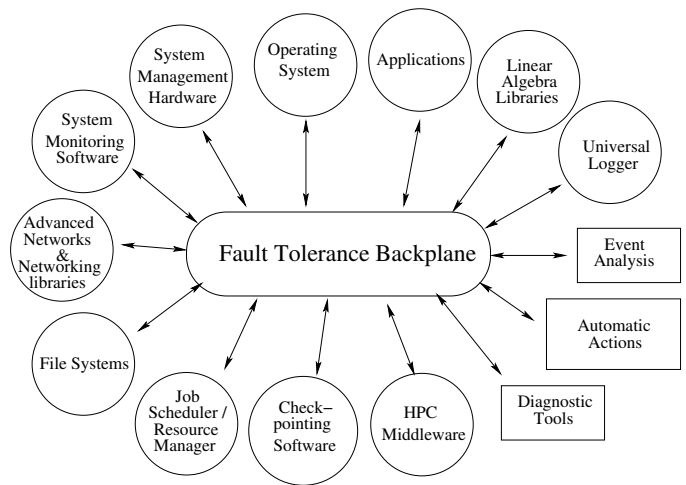 System
Management
Hardware
Operating
System
Applications
Linear
Algebra
Libraries
System
Monitoring
Software
Universal
Logger
Advanced
Networks
&
Networking
libraries
Fault Tolerance Backplane
Event
Analysis
Automatic
Actions
File Systems
Job
Scheduler /
Resource
Manager
Check-
pointing
Software
HPC
Middleware
Diagnostic
Tools